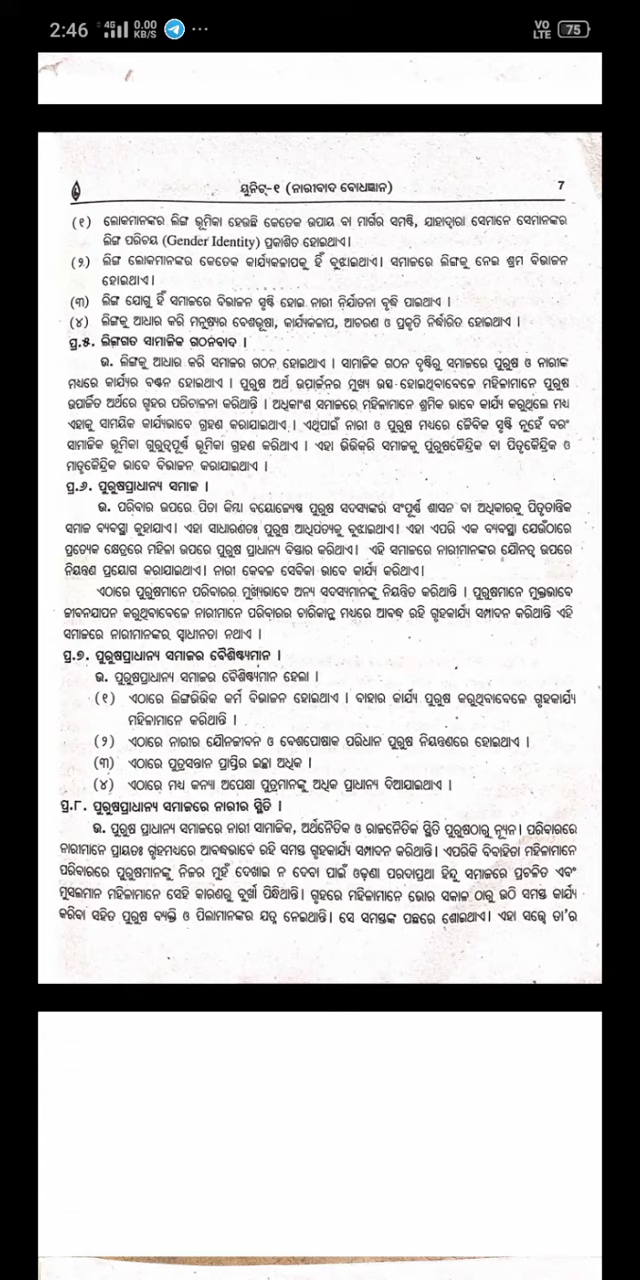 2:46 4G 0.00 KB/S ... VO LTE 75
ୟୁନିଟ୍-୧ (ନାରୀବାଦ ବୋଧଜ୍ଞାନ) 7
(୧) ଲୋକମାନଙ୍କର ଲିଙ୍ଗ ଭୂମିକା ହେଉଛି କେତେକ ଉପାୟ ବା ମାର୍ଗର ସମଷ୍ଟି, ଯାହାଦ୍ୱାରା ସେମାନେ ସେମାନଙ୍କର
ଲିଙ୍ଗ ପରିଚୟ (Gender Identity) ପ୍ରକାଶିତ ହୋଇଥାଏ।
(୨) ଲିଙ୍ଗ ଲୋକମାନଙ୍କର କେତେକ କାର୍ଯ୍ୟକଳାପକୁ ହିଁ ବୁଝାଇଥାଏ। ସମାଜରେ ଲିଙ୍ଗକୁ ନେଇ ଶ୍ରମ ବିଭାଜନ
ହୋଇଥାଏ।
(୩) ଲିଙ୍ଗ ଯୋଗୁ ହିଁ ସମାଜରେ ବିଭାଜନ ସୃଷ୍ଟି ହୋଇ ନାରୀ ନିର୍ଯାତନା ବୃଦ୍ଧି ପାଇଥାଏ ।
(୪) ଲିଙ୍ଗକୁ ଆଧାର କରି ମନୁଷ୍ୟର ବେଶଭୂଷା, କାର୍ଯ୍ୟକଳାପ, ଆଚରଣ ଓ ପ୍ରକୃତି ନିର୍ଦ୍ଧାରିତ ହୋଇଥାଏ ।
ପ୍ର.୫. ଲିଙ୍ଗଗତ ସାମାଜିକ ଗଠନବାଦ ।
ଉ. ଲିଙ୍ଗକୁ ଆଧାର କରି ସମାଜର ଗଠନ ହୋଇଥାଏ । ସାମାଜିକ ଗଠନ ଦୃଷ୍ଟିରୁ ସମାଜରେ ପୁରୁଷ ଓ ନାରୀଙ୍କ
ମଧ୍ୟରେ କାର୍ଯ୍ୟର ବଣ୍ଟନ ହୋଇଥାଏ । ପୁରୁଷ ଅର୍ଥ ଉପାର୍ଜନର ମୁଖ୍ୟ ଉତ୍ସ ହୋଇଥିବାବେଳେ ମହିଳାମାନେ ପୁରୁଷ
ଉପାର୍ଜିତ ଅର୍ଥରେ ଗୃହର ପରିଚାଳନା କରିଥାନ୍ତି । ଅଧିକାଂଶ ସମାଜରେ ମହିଳାମାନେ ଶ୍ରମିକ ଭାବେ କାର୍ଯ୍ୟ କରୁଥିଲେ ମଧ୍ୟ
ଏହାକୁ ସାମୟିକ କାର୍ଯ୍ୟଭାବେ ଗ୍ରହଣ କରାଯାଇଥାଏ । ଏଥିପାଇଁ ନାରୀ ଓ ପୁରୁଷ ମଧ୍ୟରେ ଜୈବିକ ସୃଷ୍ଟି ନୁହେଁ ବରଂ
ସାମାଜିକ ଭୂମିକା ଗୁରୁତ୍ୱପୂର୍ଣ୍ଣ ଭୂମିକା ଗ୍ରହଣ କରିଥାଏ । ଏହା ଭିତ୍ତିକରି ସମାଜକୁ ପୁରୁଷକୈନ୍ଦ୍ରିକ ବା ପିତୃକୈନ୍ଦ୍ରିକ ଓ
ମାତୃକୈନ୍ଦ୍ରିକ ଭାବେ ବିଭାଜନ କରାଯାଇଥାଏ ।
ପ୍ର.୬. ପୁରୁଷପ୍ରାଧାନ୍ୟ ସମାଜ ।
ଉ. ପରିବାର ଉପରେ ପିତା କିମ୍ବା ବୟୋଜ୍ୟେଷ୍ଠ ପୁରୁଷ ସଦସ୍ୟଙ୍କର ସଂପୂର୍ଣ୍ଣ ଶାସନ ବା ଅଧିକାରକୁ ପିତୃତାନ୍ତ୍ରିକ
ସମାଜ ବ୍ୟବସ୍ଥା କୁହାଯାଏ। ଏହା ସାଧାରଣତଃ ପୁରୁଷ ଆଧିପତ୍ୟକୁ ବୁଝାଇଥାଏ। ଏହା ଏପରି ଏକ ବ୍ୟବସ୍ଥା ଯେଉଁଠାରେ
ପ୍ରତ୍ୟେକ କ୍ଷେତ୍ରରେ ମହିଳା ଉପରେ ପୁରୁଷ ପ୍ରାଧାନ୍ୟ ବିସ୍ତାର କରିଥାଏ। ଏହି ସମାଜରେ ନାରୀମାନଙ୍କର ଯୌନତ୍ୱ ଉପରେ
ନିୟନ୍ତ୍ରଣ ପ୍ରୟୋଗ କରାଯାଇଥାଏ। ନାରୀ କେବଳ ସେବିକା ଭାବେ କାର୍ଯ୍ୟ କରିଥାଏ।
ଏଠାରେ ପୁରୁଷମାନେ ପରିବାରର ମୁଖ୍ୟଭାବେ ଅନ୍ୟ ସଦସ୍ୟମାନଙ୍କୁ ନିୟନ୍ତ୍ରିତ କରିଥାନ୍ତି । ପୁରୁଷମାନେ ମୁକ୍ତଭାବେ
ଜୀବନଯାପନ କରୁଥିବାବେଳେ ନାରୀମାନେ ପରିବାରର ଚାରିକାନ୍ଥ ମଧ୍ୟରେ ଆବଦ୍ଧ ରହି ଗୃହକାର୍ଯ୍ୟ ସମ୍ପାଦନ କରିଥାନ୍ତି ଏହି
ସମାଜରେ ନାରୀମାନଙ୍କର ସ୍ୱାଧୀନତା ନଥାଏ ।
ପ୍ର.୭. ପୁରୁଷପ୍ରାଧାନ୍ୟ ସମାଜର ବୈଶିଷ୍ଟ୍ୟମାନ ।
ଉ. ପୁରୁଷପ୍ରାଧାନ୍ୟ ସମାଜର ବୈଶିଷ୍ଟ୍ୟମାନ ହେଲା ।
(୧) ଏଠାରେ ଲିଙ୍ଗଭିତ୍ତିକ କର୍ମ ବିଭାଜନ ହୋଇଥାଏ । ବାହାର କାର୍ଯ୍ୟ ପୁରୁଷ କରୁଥିବାବେଳେ ଗୃହକାର୍ଯ୍ୟ
ମହିଳାମାନେ କରିଥାନ୍ତି ।
(୨) ଏଠାରେ ନାରୀର ଯୌନଜୀବନ ଓ ବେଶପୋଷାକ ପରିଧାନ ପୁରୁଷ ନିୟନ୍ତ୍ରଣରେ ହୋଇଥାଏ ।
(୩) ଏଠାରେ ପୁତ୍ରସନ୍ତାନ ପ୍ରାପ୍ତିର ଇଚ୍ଛା ଅଧିକ ।
(୪) ଏଠାରେ ମଧ୍ୟ କନ୍ୟା ଅପେକ୍ଷା ପୁତ୍ରମାନଙ୍କୁ ଅଧିକ ପ୍ରାଧାନ୍ୟ ଦିଆଯାଇଥାଏ ।
ପ୍ର.୮. ପୁରୁଷପ୍ରାଧାନ୍ୟ ସମାଜରେ ନାରୀର ସ୍ଥିତି ।
ଉ. ପୁରୁଷ ପ୍ରାଧାନ୍ୟ ସମାଜରେ ନାରୀ ସାମାଜିକ, ଅର୍ଥନୈତିକ ଓ ରାଜନୈତିକ ସ୍ଥିତି ପୁରୁଷଠାରୁ ନ୍ୟୂନ। ପରିବାରରେ
ନାରୀମାନେ ପ୍ରାୟତଃ ଗୃହମଧ୍ୟରେ ଆବଦ୍ଧଭାବେ ରହି ସମସ୍ତ ଗୃହକାର୍ଯ୍ୟ ସମ୍ପାଦନ କରିଥାନ୍ତି। ଏପରିକି ବିବାହିତା ମହିଳାମାନେ
ପରିବାରରେ ପୁରୁଷମାନଙ୍କୁ ନିଜର ମୁହଁ ଦେଖାଇ ନ ଦେବା ପାଇଁ ଓଢ଼ଣା ପରଦାପ୍ରଥା ହିନ୍ଦୁ ସମାଜରେ ପ୍ରଚଳିତ ଏବଂ
ମୁସଲମାନ ମହିଳାମାନେ ସେହି କାରଣରୁ ବୁର୍ଖା ପିନ୍ଧିଥାନ୍ତି। ଗୃହରେ ମହିଳାମାନେ ଭୋର ସକାଳ ଠାରୁ ଉଠି ସମସ୍ତ କାର୍ଯ୍ୟ
କରିବା ସହିତ ପୁରୁଷ ବ୍ୟକ୍ତି ଓ ପିଲାମାନଙ୍କର ଯତ୍ନ ନେଇଥାନ୍ତି। ସେ ସମସ୍ତଙ୍କ ପଛରେ ଶୋଇଥାଏ। ଏହା ସତ୍ତ୍ୱେ ତା'ର